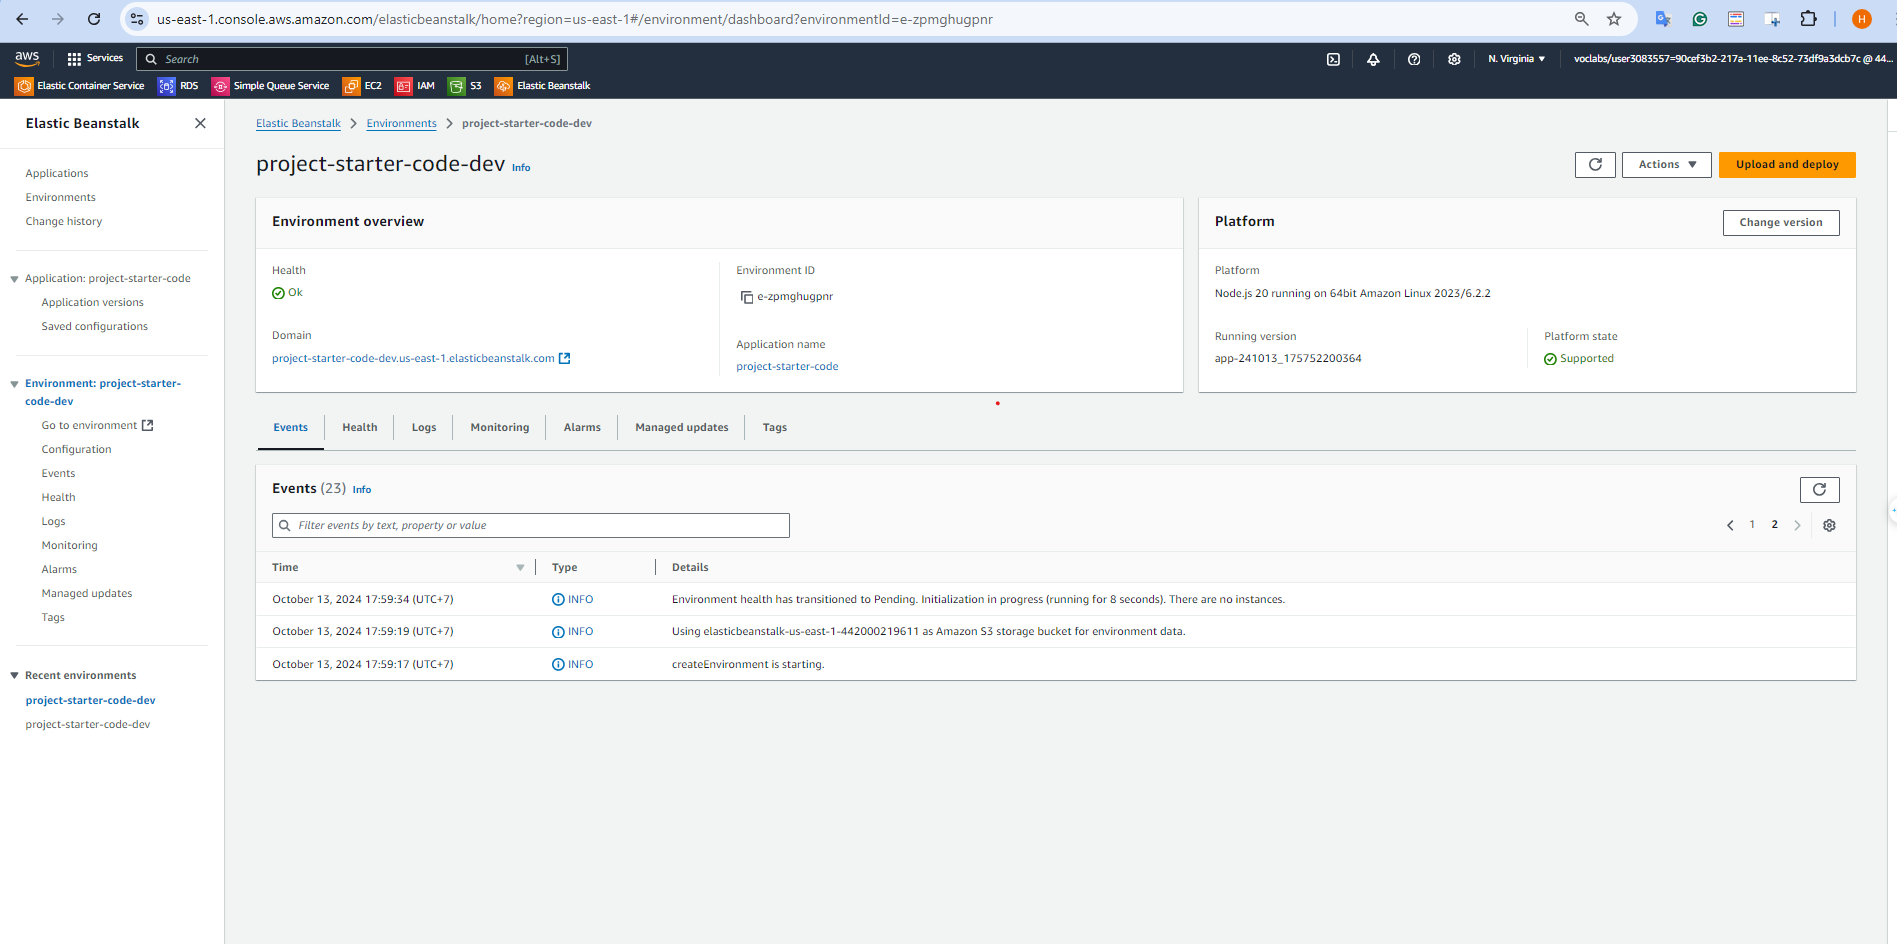 us-east-1.console.aws.amazon.com/elasticbeanstalk/home?region=us-east-1#/environment/dashboard?environmentId=e-zpmghugpnr
H
aws
Services
Search
[Alt+S]
N. Virginia
voclabs/user3083557=90cef3b2-217a-11ee-8c52-73df9a3dcb7c @ 44...
Elastic Container Service
RDS
Simple Queue Service
EC2
IAM
S3
Elastic Beanstalk
Elastic Beanstalk
Applications
Environments
Change history
Application: project-starter-code
Application versions
Saved configurations
Environment: project-starter-
code-dev
Go to environment
Configuration
Events
Health
Logs
Monitoring
Alarms
Managed updates
Tags
Recent environments
project-starter-code-dev
project-starter-code-dev
Elastic Beanstalk
Environments
project-starter-code-dev
project-starter-code-dev Info
Actions
Upload and deploy
Environment overview
Health
Ok
Domain
project-starter-code-dev.us-east-1.elasticbeanstalk.com
Environment ID
e-zpmghugpnr
Application name
project-starter-code
Platform
Change version
Platform
Node.js 20 running on 64bit Amazon Linux 2023/6.2.2
Running version
app-241013_175752200364
Platform state
Supported
Events
Health
Logs
Monitoring
Alarms
Managed updates
Tags
Events (23) Info
Filter events by text, property or value
1
2
Time
Type
Details
October 13, 2024 17:59:34 (UTC+7) INFO Environment health has transitioned to Pending. Initialization in progress (running for 8 seconds). There are no instances.
October 13, 2024 17:59:19 (UTC+7) INFO Using elasticbeanstalk-us-east-1-442000219611 as Amazon S3 storage bucket for environment data.
October 13, 2024 17:59:17 (UTC+7) INFO createEnvironment is starting.